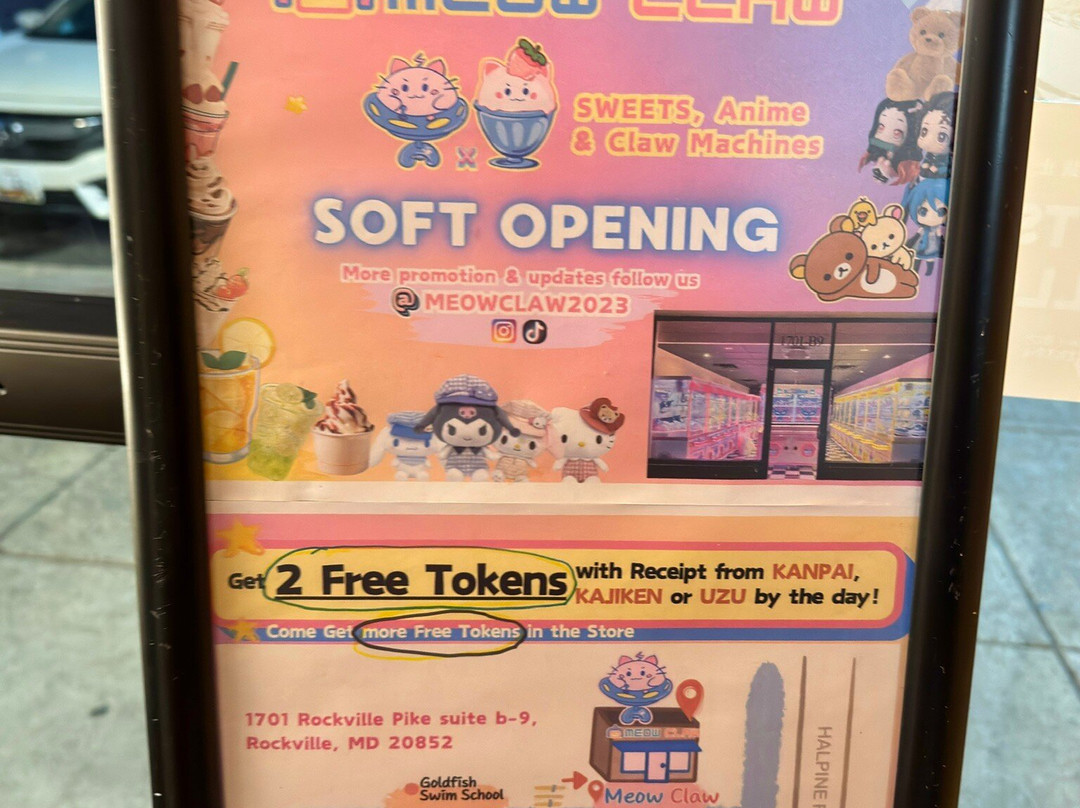 MEOW CLAW
SWEETS, Anime
& Claw Machines
SOFT OPENING
More promotion & updates follow us
@MEOWCLAW2023
1701-B9
Get 2 Free Tokens with Receipt from KANPAI,
KAJIKEN or UZU by the day!
Come Get more Free Tokens in the Store
1701 Rockville Pike suite b-9,
Rockville, MD 20852
MEOW
Goldfish
Swim School
Meow Claw
HALPINE